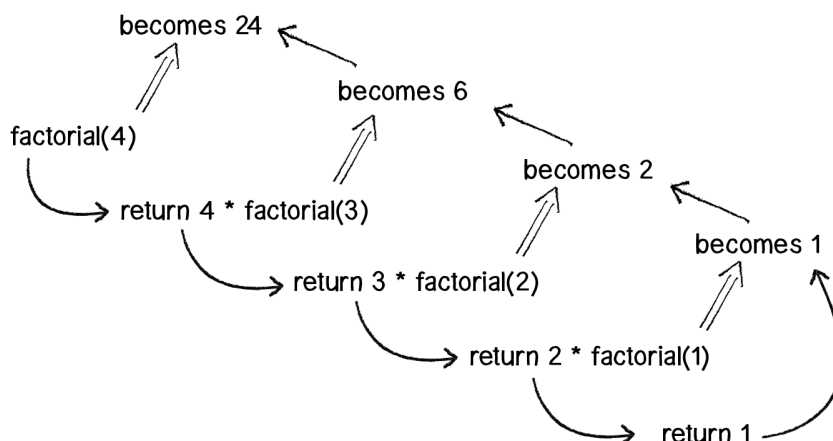 becomes 24
becomes 6
factorial(4)
becomes 2
return 4 * factorial(3)
becomes 1
return 3 * factorial(2)
return 2 * factorial(1)
return 1